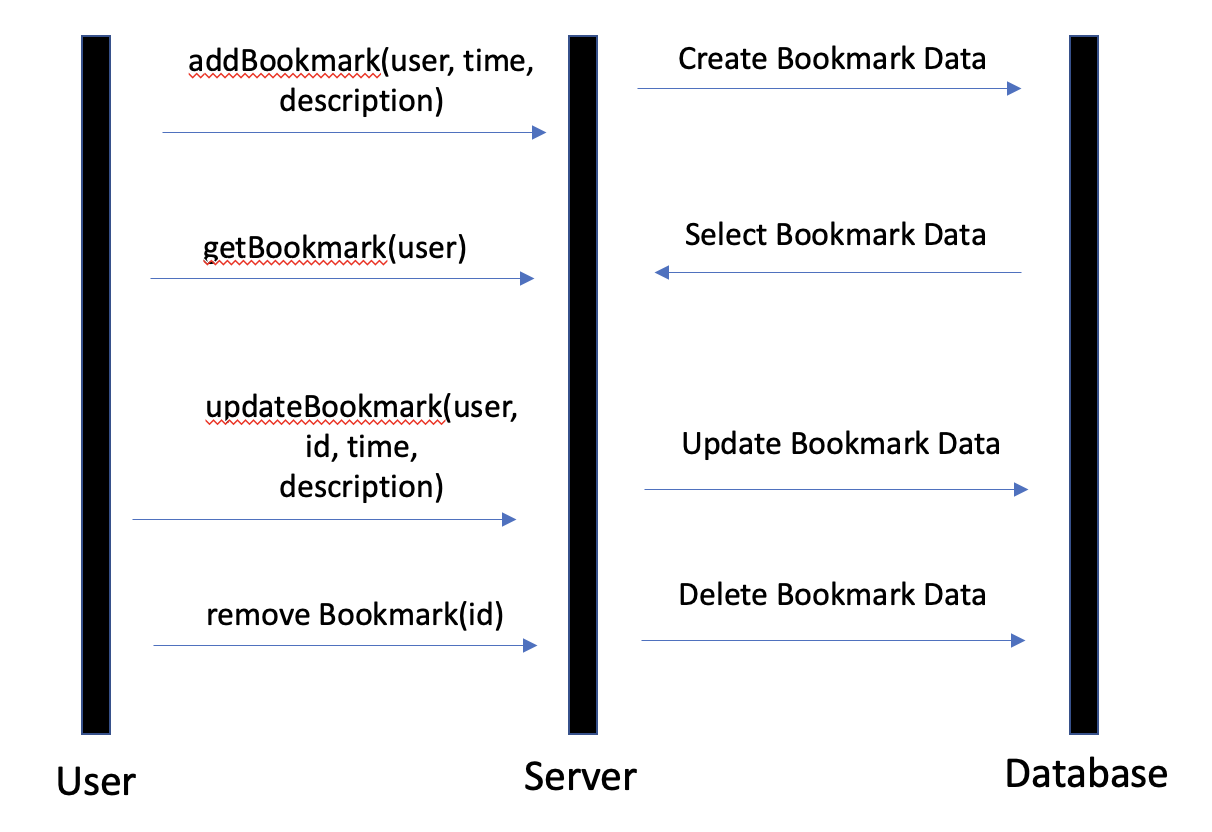 addBookmark(user, time,
description)
Create Bookmark Data
getBookmark(user)
Select Bookmark Data
updateBookmark(user,
id, time,
description)
Update Bookmark Data
remove Bookmark(id)
Delete Bookmark Data
User
Server
Database